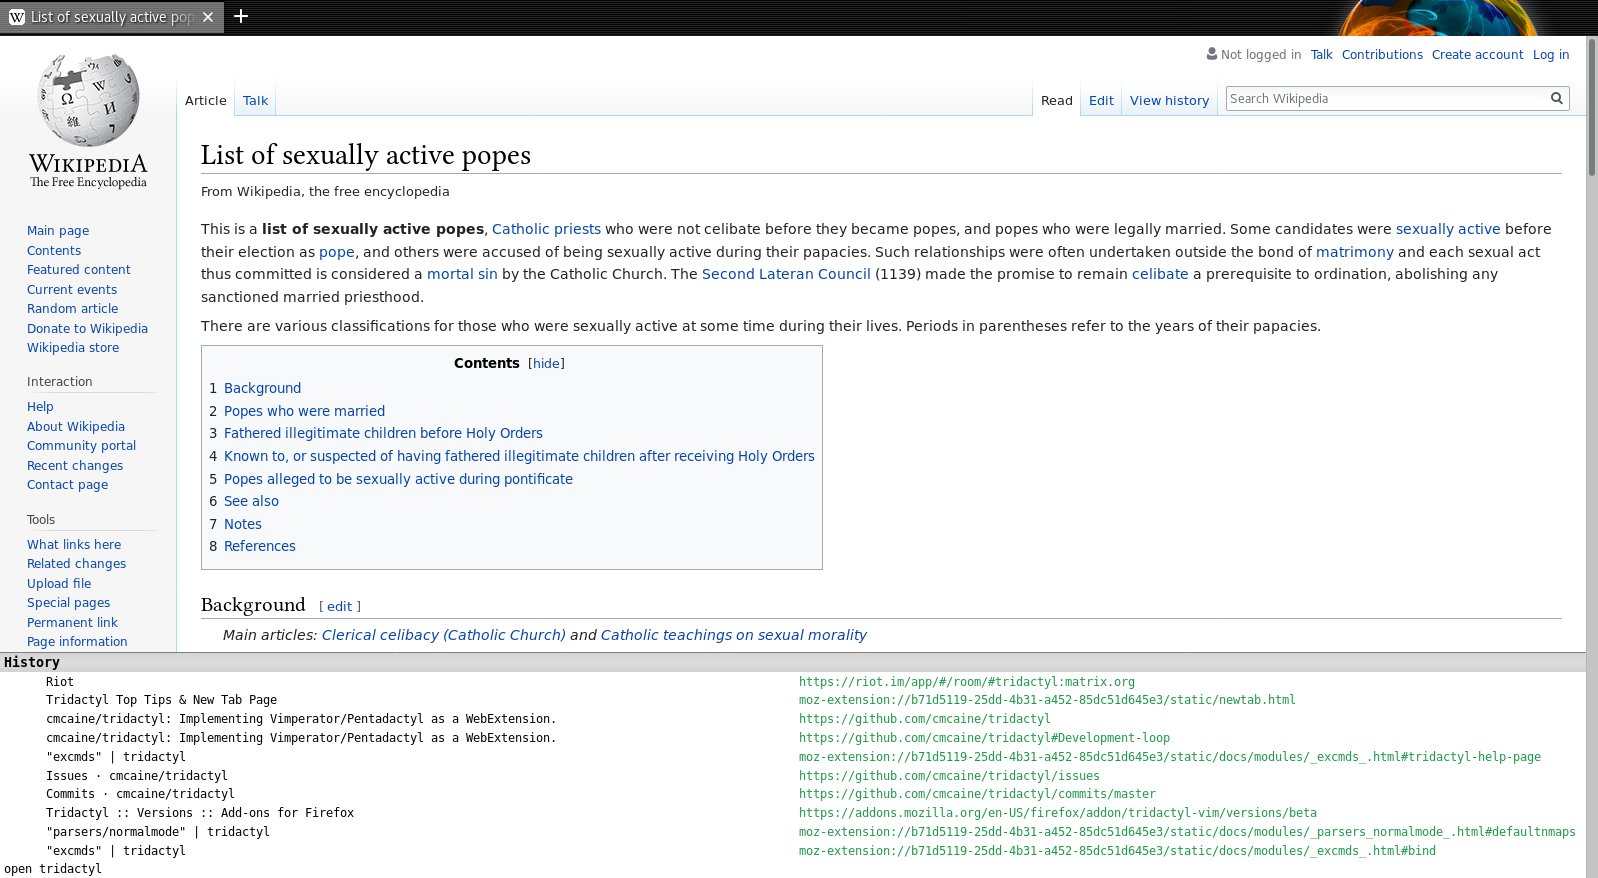 List of sexually active pop
Not logged in Talk Contributions Create account Log in
Article Talk Read Edit View history Search Wikipedia
WIKIPEDIA
The Free Encyclopedia
Main page
Contents
Featured content
Current events
Random article
Donate to Wikipedia
Wikipedia store
Interaction
Help
About Wikipedia
Community portal
Recent changes
Contact page
Tools
What links here
Related changes
Upload file
Special pages
Permanent link
Page information
List of sexually active popes
From Wikipedia, the free encyclopedia
This is a list of sexually active popes, Catholic priests who were not celibate before they became popes, and popes who were legally married. Some candidates were sexually active before
their election as pope, and others were accused of being sexually active during their papacies. Such relationships were often undertaken outside the bond of matrimony and each sexual act
thus committed is considered a mortal sin by the Catholic Church. The Second Lateran Council (1139) made the promise to remain celibate a prerequisite to ordination, abolishing any
sanctioned married priesthood.
There are various classifications for those who were sexually active at some time during their lives. Periods in parentheses refer to the years of their papacies.
Contents [hide]
1 Background
2 Popes who were married
3 Fathered illegitimate children before Holy Orders
4 Known to, or suspected of having fathered illegitimate children after receiving Holy Orders
5 Popes alleged to be sexually active during pontificate
6 See also
7 Notes
8 References
Background [ edit ]
Main articles: Clerical celibacy (Catholic Church) and Catholic teachings on sexual morality
History
Riot https://riot.im/app/#/room/#tridactyl:matrix.org
Tridactyl Top Tips & New Tab Page moz-extension://b71d5119-25dd-4b31-a452-85dc51d645e3/static/newtab.html
cmcaine/tridactyl: Implementing Vimperator/Pentadactyl as a WebExtension. https://github.com/cmcaine/tridactyl
cmcaine/tridactyl: Implementing Vimperator/Pentadactyl as a WebExtension. https://github.com/cmcaine/tridactyl#Development-loop
"excmds" | tridactyl moz-extension://b71d5119-25dd-4b31-a452-85dc51d645e3/static/docs/modules/_excmds_.html#tridactyl-help-page
Issues · cmcaine/tridactyl https://github.com/cmcaine/tridactyl/issues
Commits · cmcaine/tridactyl https://github.com/cmcaine/tridactyl/commits/master
Tridactyl :: Versions :: Add-ons for Firefox https://addons.mozilla.org/en-US/firefox/addon/tridactyl-vim/versions/beta
"parsers/normalmode" | tridactyl moz-extension://b71d5119-25dd-4b31-a452-85dc51d645e3/static/docs/modules/_parsers_normalmode_.html#defaultnmaps
"excmds" | tridactyl moz-extension://b71d5119-25dd-4b31-a452-85dc51d645e3/static/docs/modules/_excmds_.html#bind
open tridactyl